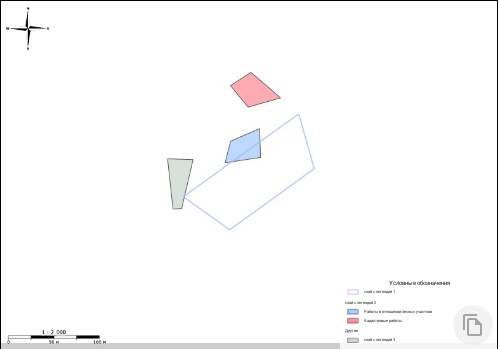 1 : 2 000
0 50 м 100 м
Условные обозначения
слой с легендой 1
слой с легендой 2
Работы в отношении лесных участков
Кадастровые работы
Другие
слой с легендой 3